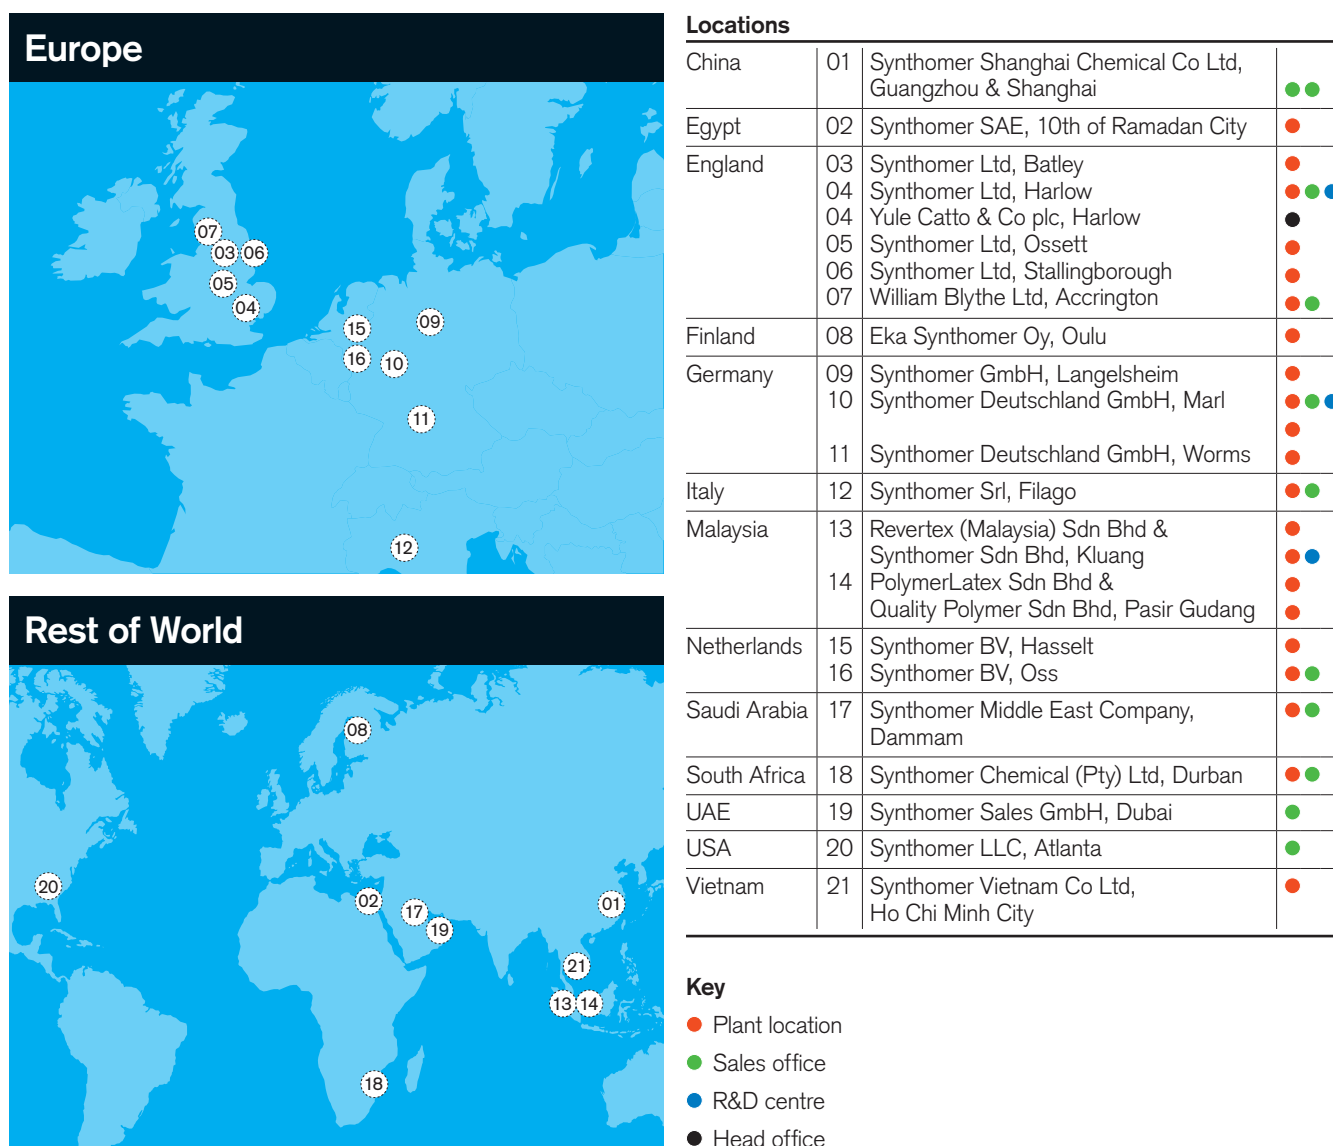 Europe
07
03
06
05
04
15
09
16
10
11
12
Rest of World
08
20
02
17
01
19
21
13
14
18
Locations
China 01 Synthomer Shanghai Chemical Co Ltd,
Guangzhou & Shanghai
Egypt 02 Synthomer SAE, 10th of Ramadan City
England 03 Synthomer Ltd, Batley
04 Synthomer Ltd, Harlow
04 Yule Catto & Co plc, Harlow
05 Synthomer Ltd, Ossett
06 Synthomer Ltd, Stallingborough
07 William Blythe Ltd, Accrington
Finland 08 Eka Synthomer Oy, Oulu
Germany 09 Synthomer GmbH, Langelsheim
10 Synthomer Deutschland GmbH, Marl
11 Synthomer Deutschland GmbH, Worms
Italy 12 Synthomer Srl, Filago
Malaysia 13 Revertex (Malaysia) Sdn Bhd &
Synthomer Sdn Bhd, Kluang
14 PolymerLatex Sdn Bhd &
Quality Polymer Sdn Bhd, Pasir Gudang
Netherlands 15 Synthomer BV, Hasselt
16 Synthomer BV, Oss
Saudi Arabia 17 Synthomer Middle East Company,
Dammam
South Africa 18 Synthomer Chemical (Pty) Ltd, Durban
UAE 19 Synthomer Sales GmbH, Dubai
USA 20 Synthomer LLC, Atlanta
Vietnam 21 Synthomer Vietnam Co Ltd,
Ho Chi Minh City
Key
Plant location
Sales office
R&D centre
Head office